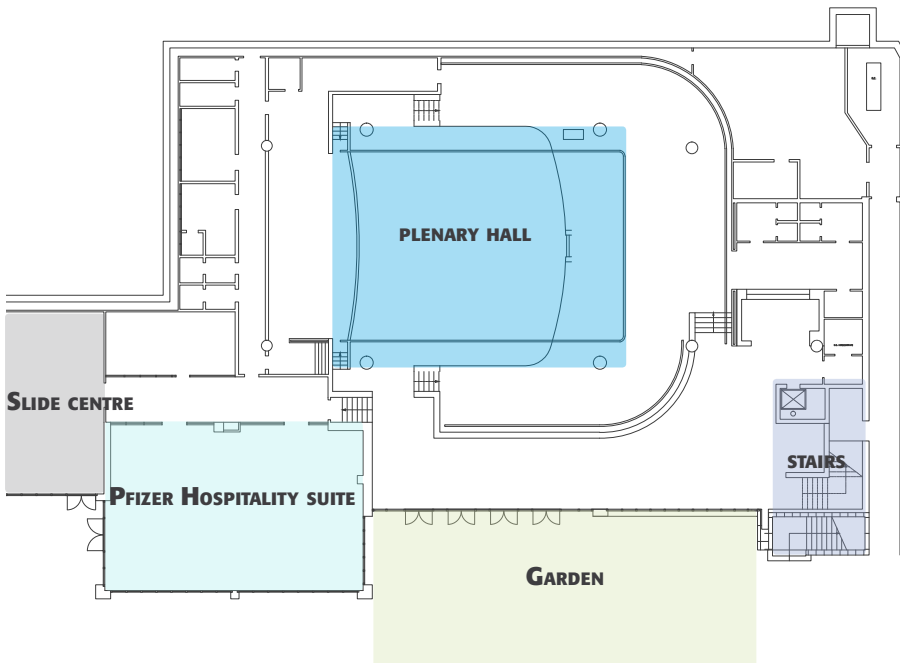 PLENARY HALL
SLIDE CENTRE
STAIRS
PFIZER HOSPITALITY SUITE
GARDEN